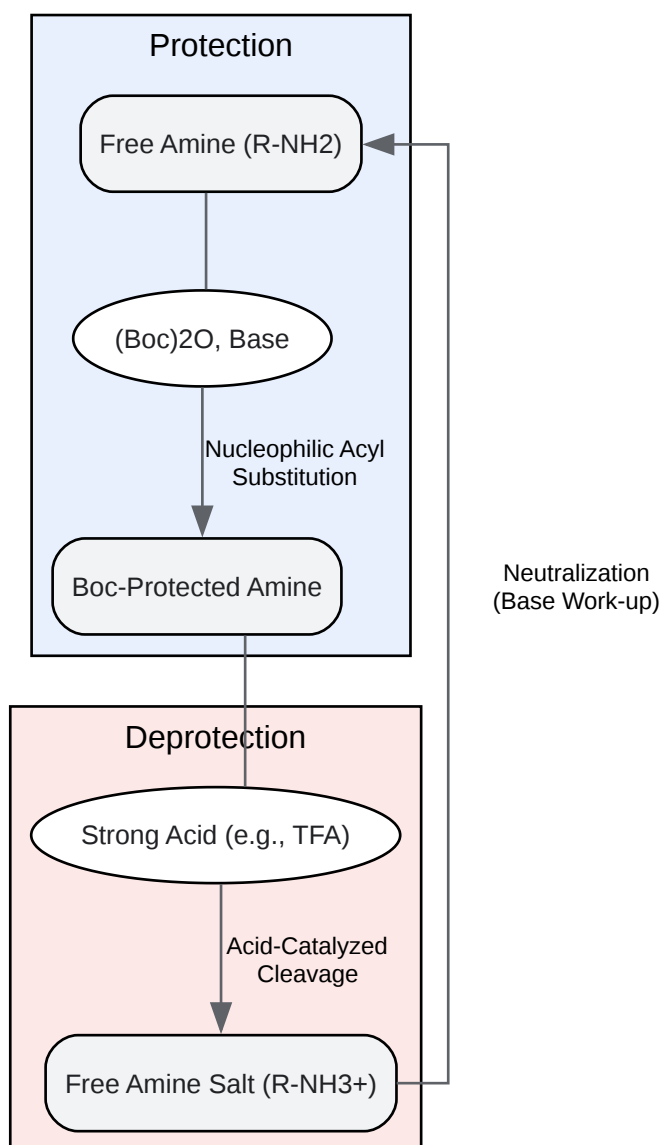 Protection
Free Amine (R-NH2)
(Boc)2O, Base
Nucleophilic Acyl
Substitution
Boc-Protected Amine
Neutralization
(Base Work-up)
Deprotection
Strong Acid (e.g., TFA)
Acid-Catalyzed
Cleavage
Free Amine Salt (R-NH3+)